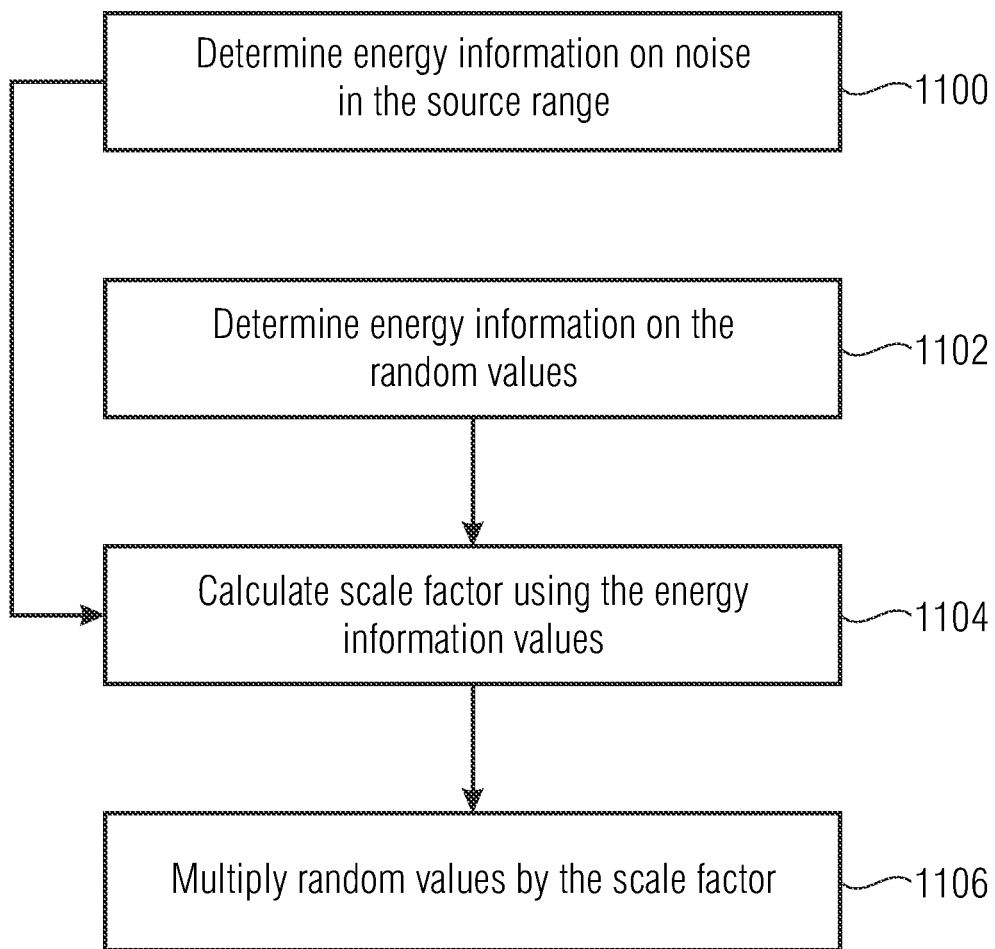 Determine energy information on noise
in the source range
1100
Determine energy information on the
random values
1102
Calculate scale factor using the energy
information values
1104
Multiply random values by the scale factor
1106